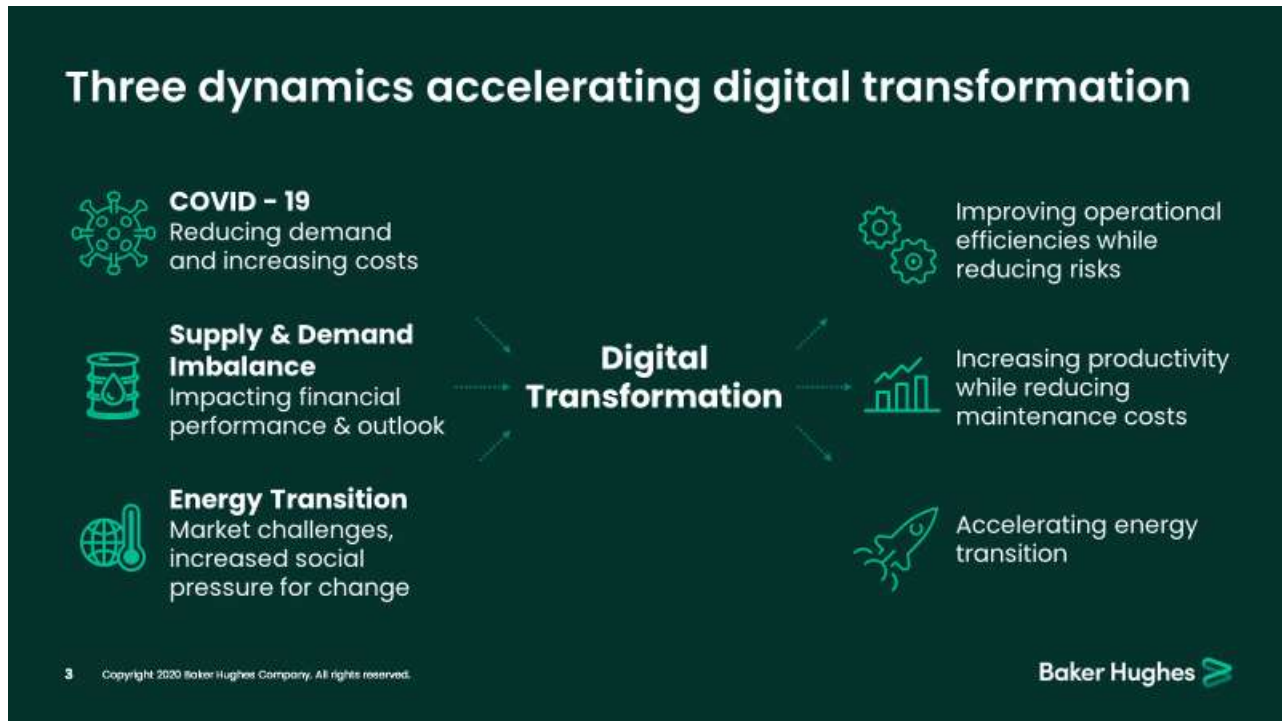 Three dynamics accelerating digital transformation
COVID - 19
Reducing demand
and increasing costs
Supply & Demand
Imbalance
Impacting financial
performance & outlook
Energy Transition
Market challenges,
increased social
pressure for change
Digital
Transformation
Improving operational
efficiencies while
reducing risks
Increasing productivity
while reducing
maintenance costs
Accelerating energy
transition
3 Copyright 2020 Baker Hughes Company. All rights reserved.
Baker Hughes